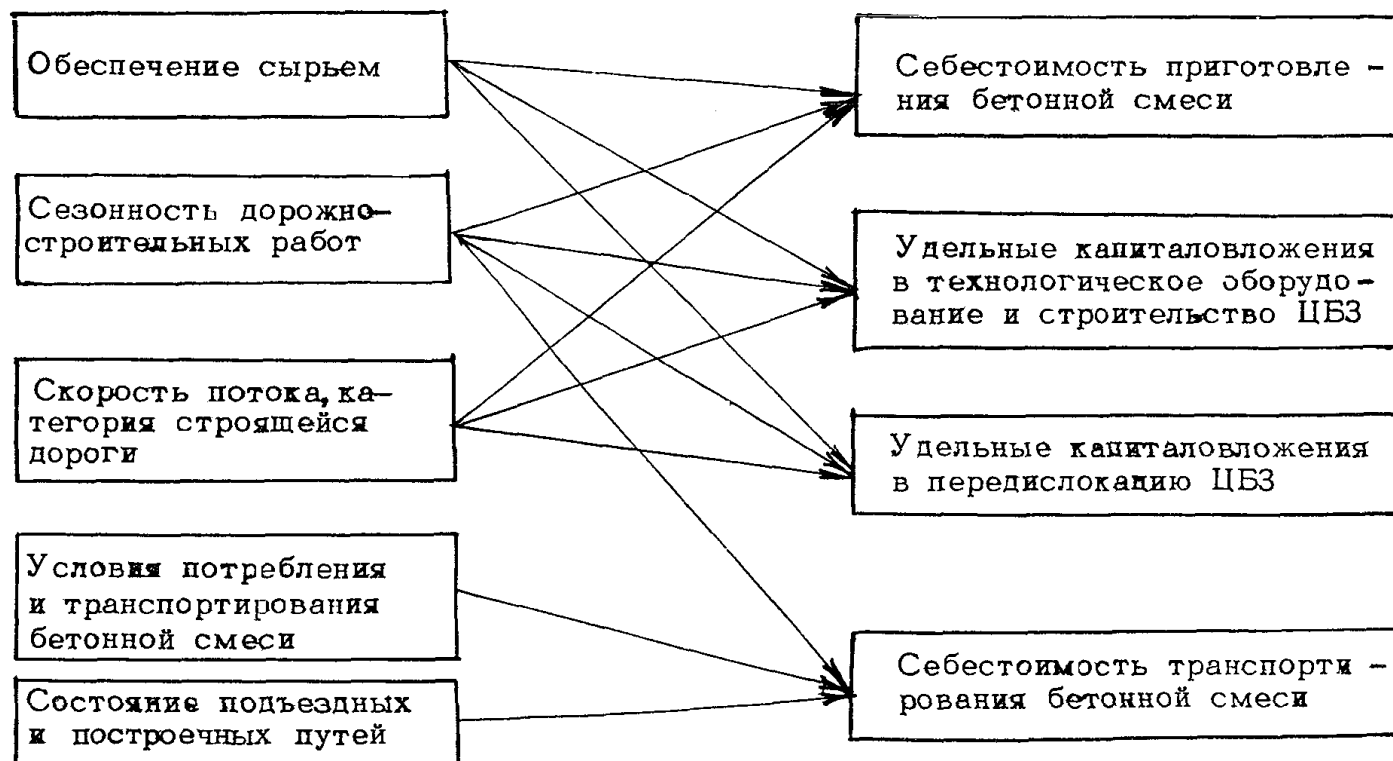 Обеспечение сырьем
Сезонность дорожно-
строительных работ
Скорость потока, ка-
тегория строящейся
дороги
Условия потребления
и транспортирования
бетонной смеси
Состояние подъездных
и построечных путей
Себестоимость приготовле -
ния бетонной смеси
Удельные капиталовложения
в технологическое оборудо-
вание и строительство ЦБЗ
Удельные капиталовложения
в передислокацию ЦБЗ
Себестоимость транспорти -
рования бетонной смеси